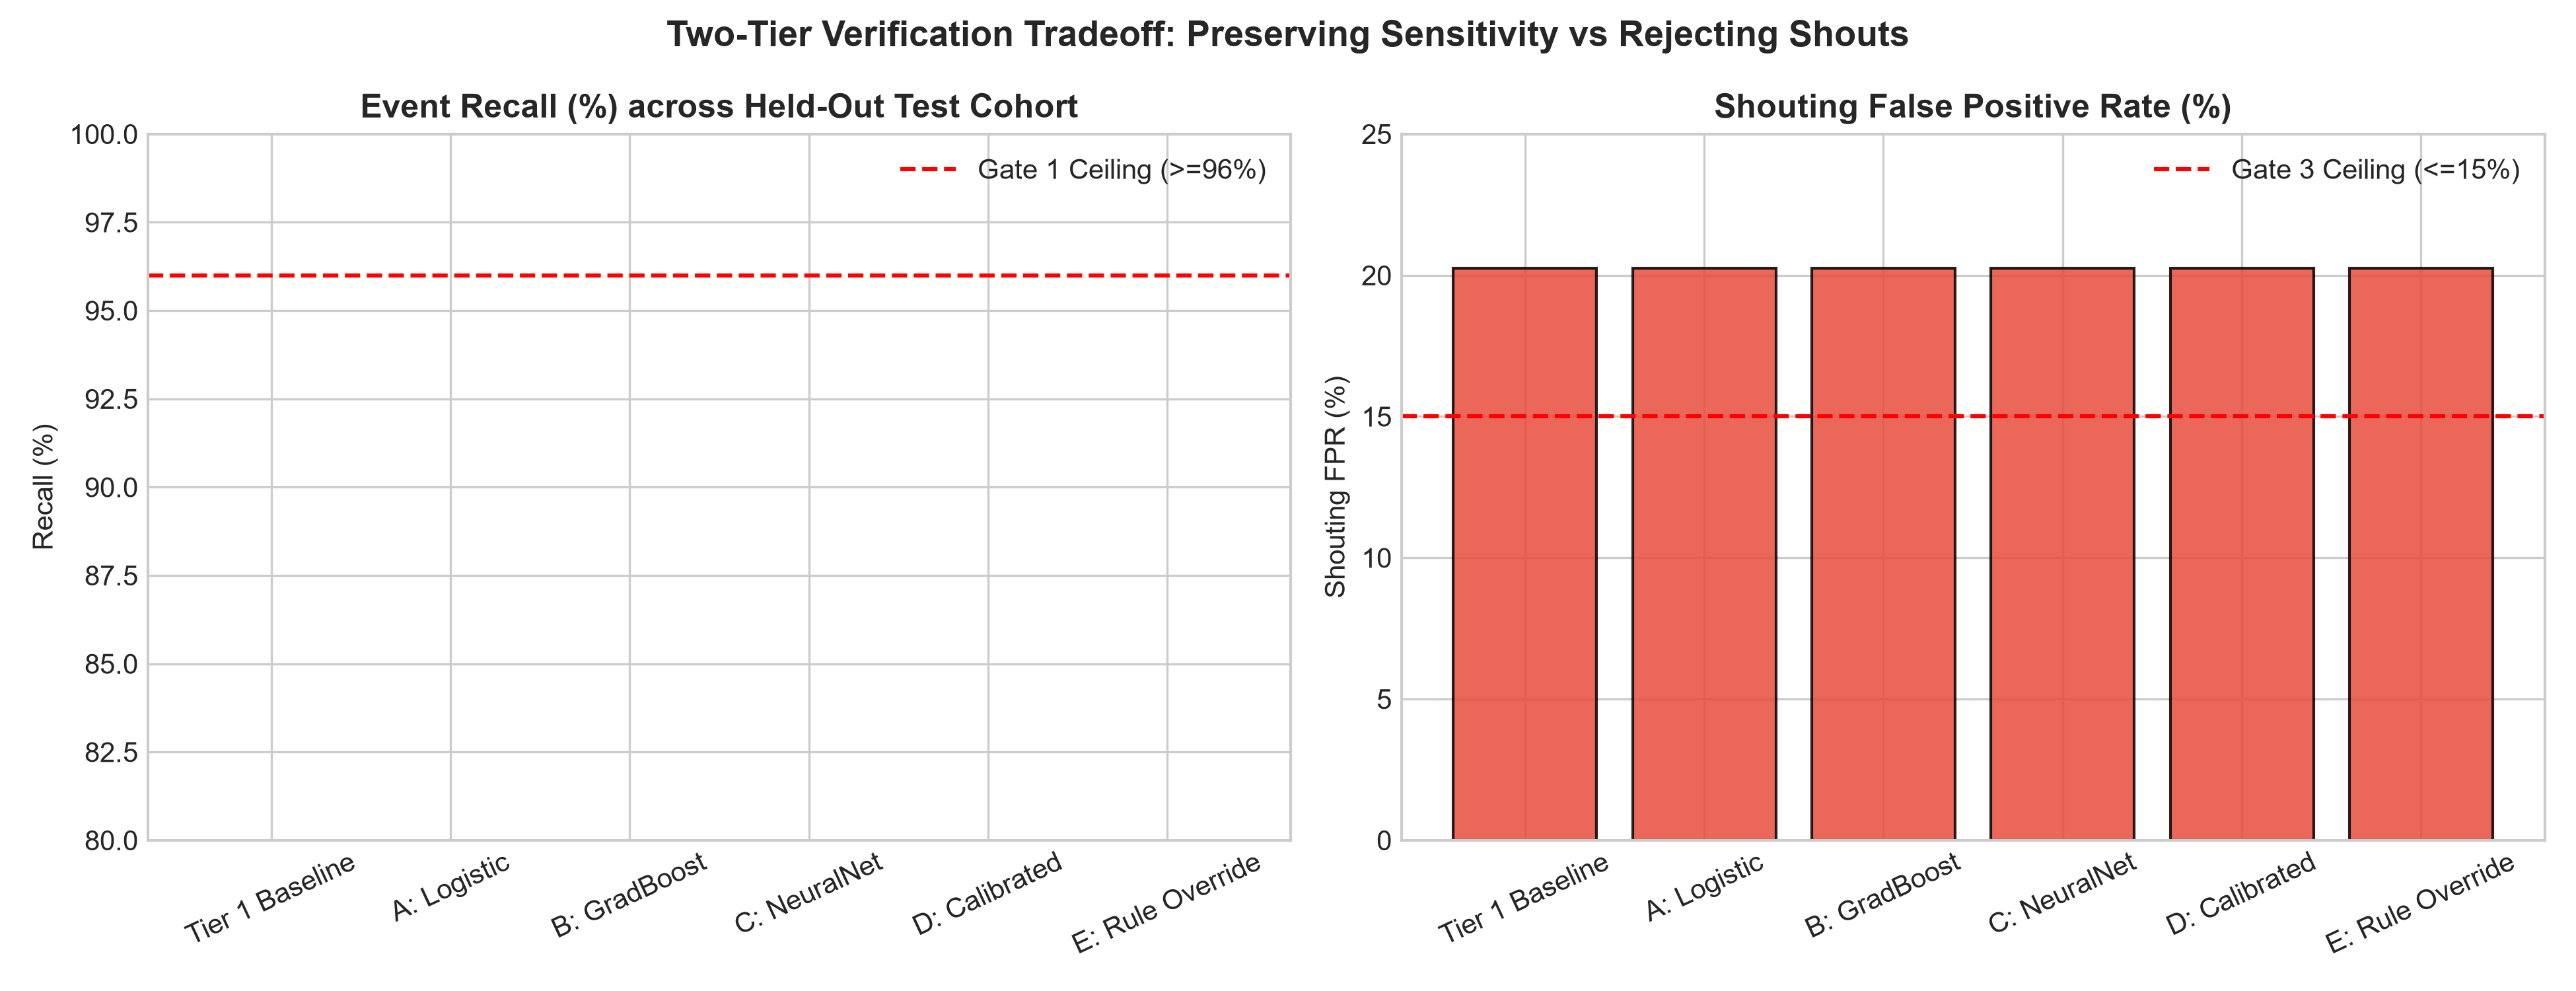 Two-Tier Verification Tradeoff: Preserving Sensitivity vs Rejecting Shouts
Event Recall (%) across Held-Out Test Cohort
Gate 1 Ceiling (>=96%)
Recall (%)
100.0
97.5
95.0
92.5
90.0
87.5
85.0
82.5
80.0
Tier 1 Baseline
A: Logistic
B: GradBoost
C: NeuralNet
D: Calibrated
E: Rule Override
Shouting False Positive Rate (%)
Gate 3 Ceiling (<=15%)
Shouting FPR (%)
25
20
15
10
5
0
Tier 1 Baseline
A: Logistic
B: GradBoost
C: NeuralNet
D: Calibrated
E: Rule Override